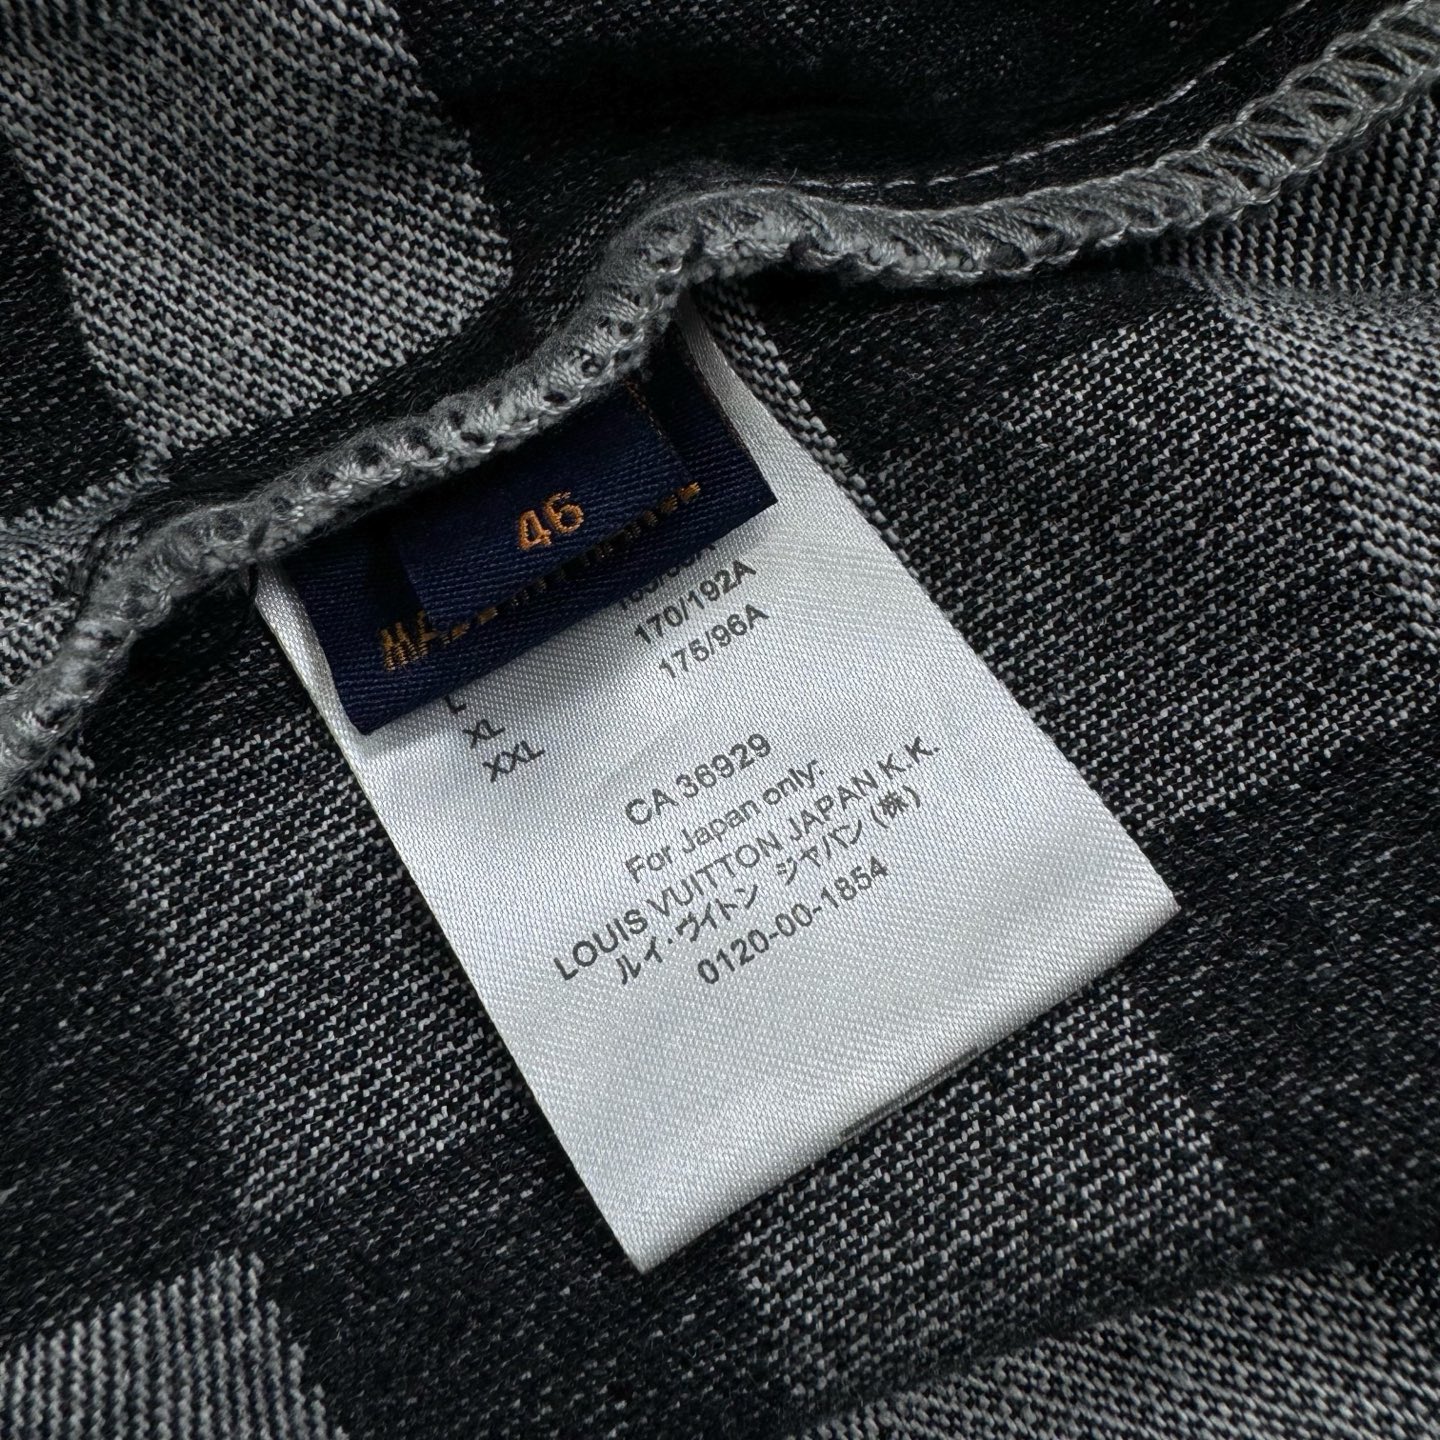 46
XL
XXL
170/192A
175/96A
CA 36929
For Japan only:
LOUIS VUITTON JAPAN K.K.
ルイ・ヴィトン ジャパン(株)
0120-00-1854